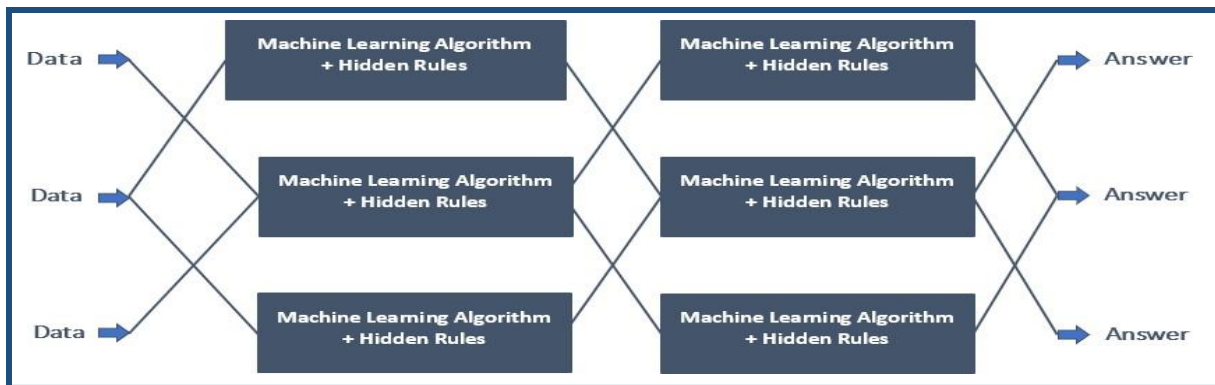 Data
Machine Learning Algorithm
+ Hidden Rules
Machine Learning Algorithm
+ Hidden Rules
Answer
Data
Machine Learning Algorithm
+ Hidden Rules
Machine Learning Algorithm
+ Hidden Rules
Answer
Data
Machine Learning Algorithm
+ Hidden Rules
Machine Learning Algorithm
+ Hidden Rules
Answer